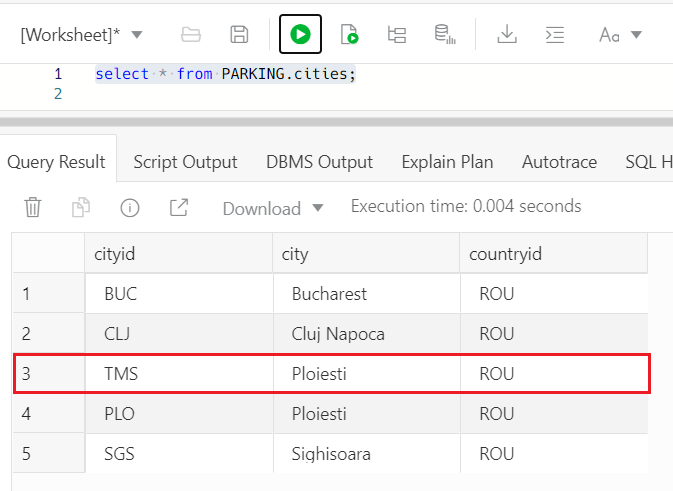 [Worksheet]* Aa
1 select * from PARKING.cities;
2
Query Result Script Output DBMS Output Explain Plan Autotrace SQL H
Download Execution time: 0.004 seconds
cityid city countryid
1 BUC Bucharest ROU
2 CLJ Cluj Napoca ROU
3 TMS Ploiesti ROU
4 PLO Ploiesti ROU
5 SGS Sighisoara ROU